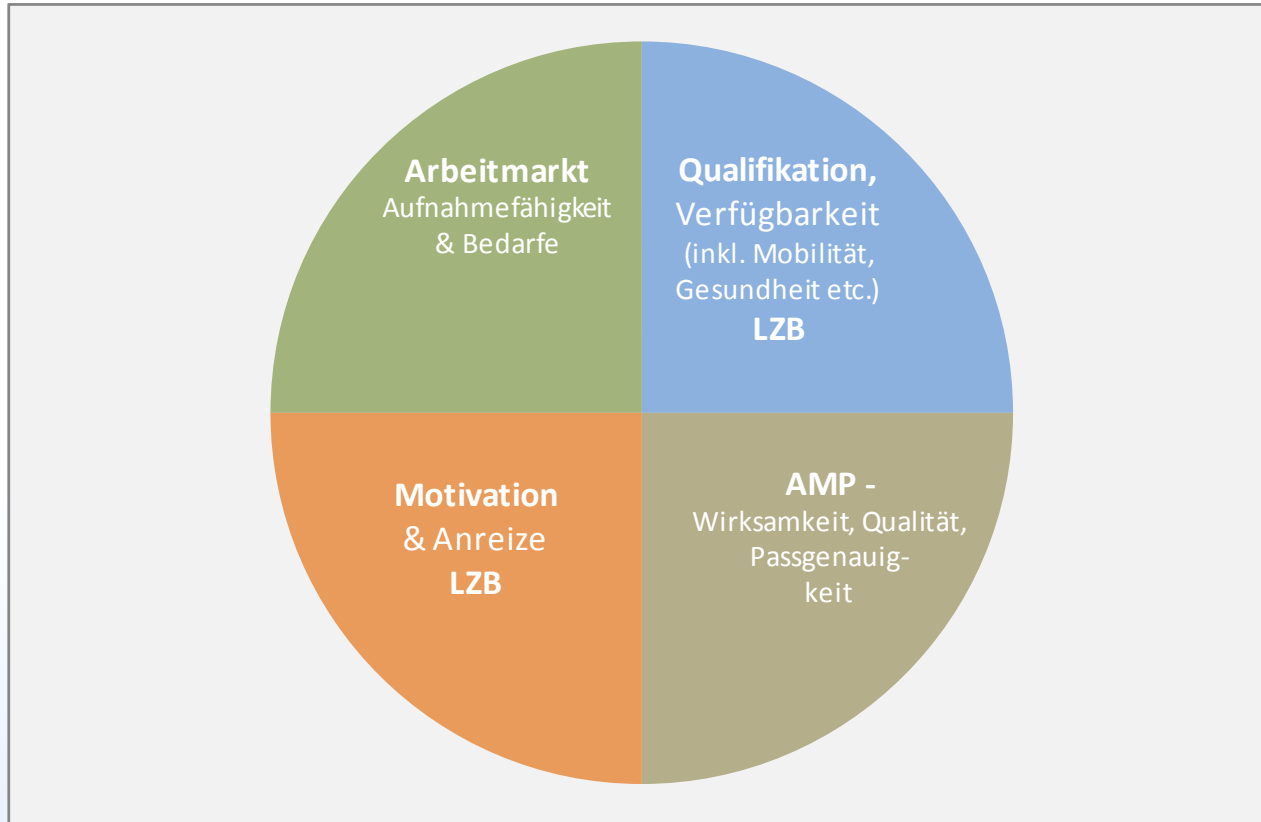 Arbeitmarkt
Aufnahmefähigkeit
& Bedarfe
Qualifikation,
Verfügbarkeit
(inkl. Mobilität,
Gesundheit etc.)
LZB
Motivation
& Anreize
LZB
AMP -
Wirksamkeit, Qualität,
Passgenauig-
keit